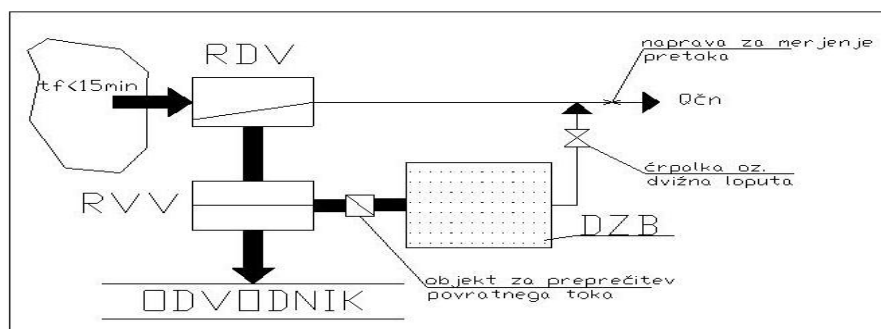 naprava za merjenje
pretoka
RDV
tf<15min
Qčn
črpalka oz.
dvižna loputa
RVV
DZB
objekt za preprečitev
povratnega toka
ODVODNIK